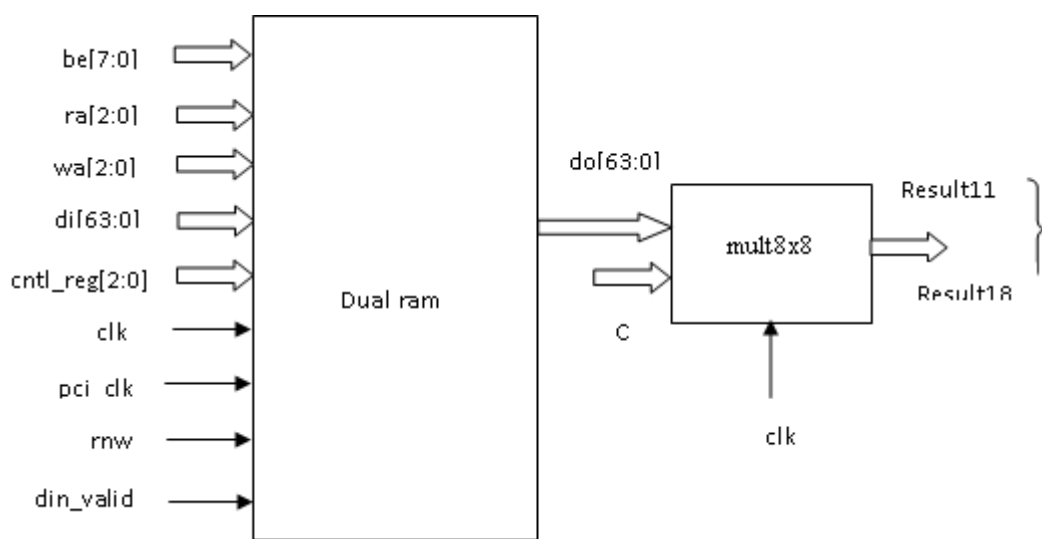 be[7:0]
ra[2:0]
wa[2:0]
di[63:0]
cntl_reg[2:0]
clk
pci_clk
rnw
din_valid
Dual ram
do[63:0]
C
mult8x8
clk
Result11
Result18